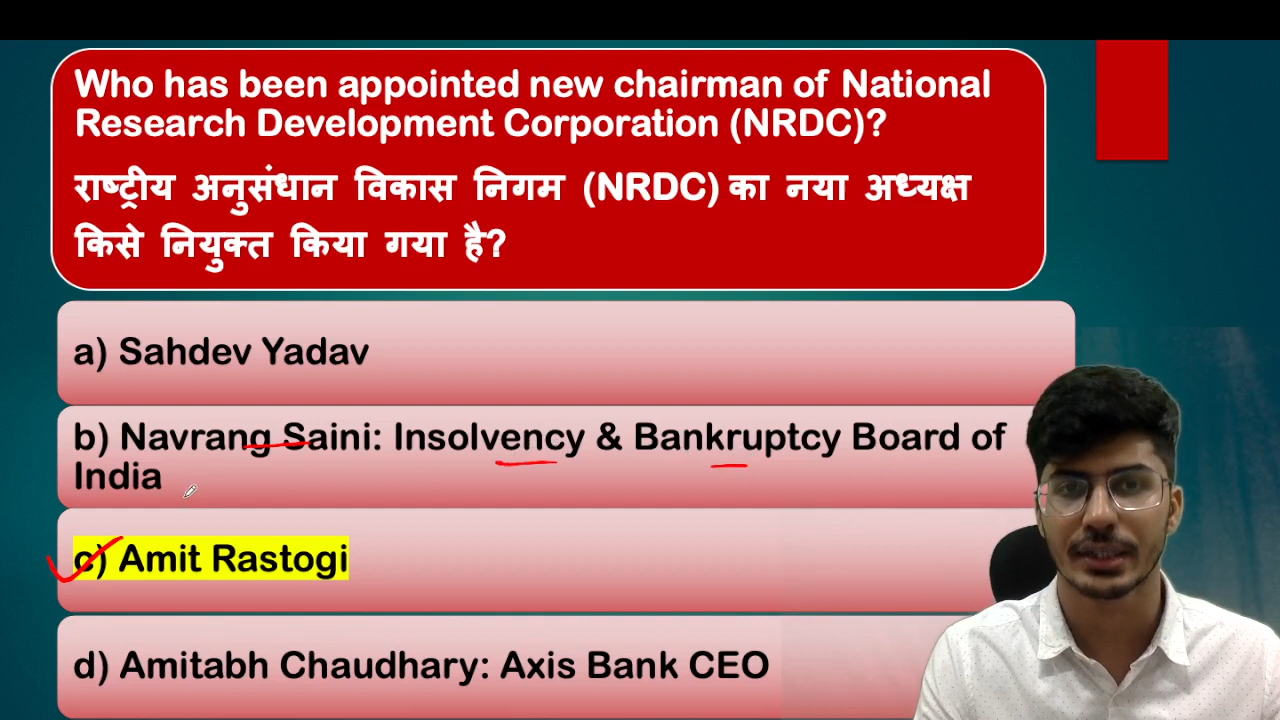 Who has been appointed new chairman of National
Research Development Corporation (NRDC)?
राष्ट्रीय अनुसंधान विकास निगम (NRDC) का नया अध्यक्ष
किसे नियुक्त किया गया है?
a) Sahdev Yadav
b) Navrang Saini: Insolvency & Bankruptcy Board of
India
c) Amit Rastogi
d) Amitabh Chaudhary: Axis Bank CEO